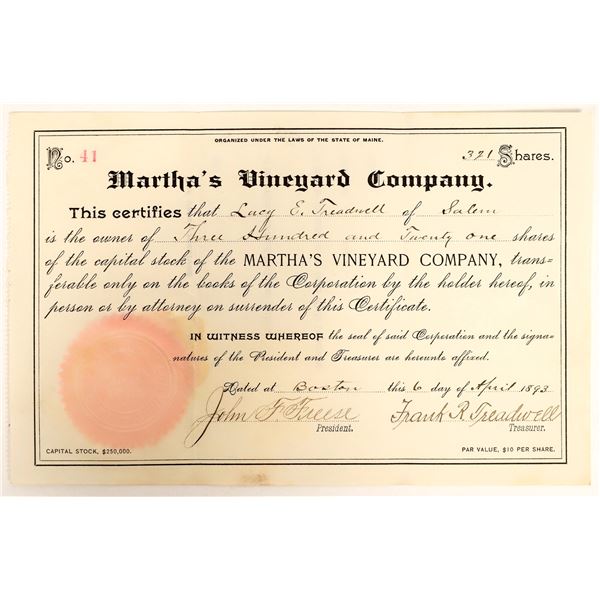 ORGANIZED UNDER THE LAWS OF THE STATE OF MAINE.
No. 41 321 Shares.
Martha's Vineyard Company.
This certifies that Lucy E. Treadwell of Salem
is the owner of Three Hundred and Twenty one shares
of the capital stock of the MARTHA'S VINEYARD COMPANY, trans=
ferable only on the books of the Corporation by the holder hereof, in
person or by attorney on surrender of this Certificate.
IN WITNESS WHEREOF the seal of said Corporation and the signa=
natures of the President and Treasurer are hereunto affixed.
Dated at Boston this 6 day of April 1893
John F. Freese Frank R. Treadwell
President. Treasurer.
CAPITAL STOCK, $250,000. PAR VALUE, $10 PER SHARE.